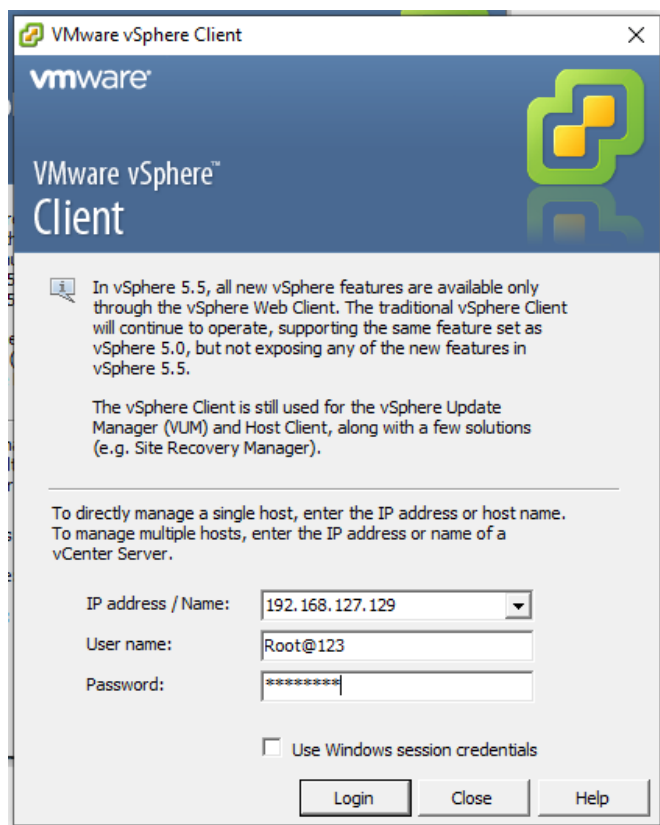 VMware vSphere Client
vmware®
VMware vSphere™
Client
In vSphere 5.5, all new vSphere features are available only
through the vSphere Web Client. The traditional vSphere Client
will continue to operate, supporting the same feature set as
vSphere 5.0, but not exposing any of the new features in
vSphere 5.5.
The vSphere Client is still used for the vSphere Update
Manager (VUM) and Host Client, along with a few solutions
(e.g. Site Recovery Manager).
To directly manage a single host, enter the IP address or host name.
To manage multiple hosts, enter the IP address or name of a
vCenter Server.
IP address / Name: 192.168.127.129
User name: Root@123
Password: ********
Use Windows session credentials
Login Close Help